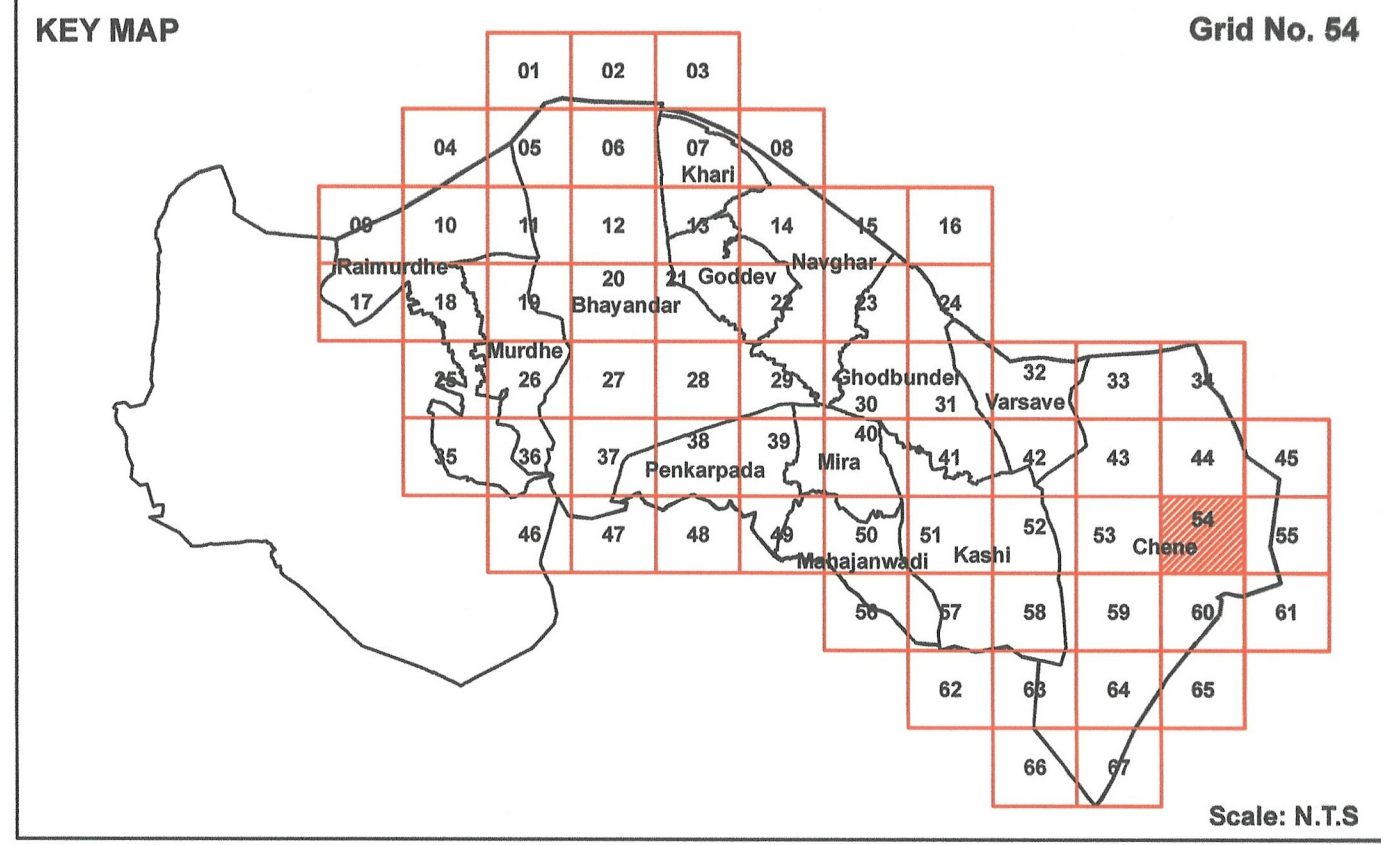 KEY MAP
Grid No. 54
01 02 03
04 05 06 07 08
Khari
09 10 11 12 13 14 15 16
Raimurdhe Navghar
17 18 19 20 21 Goddev 22 23 24
Bhayandar
Murdhe
25 26 27 28 29 Ghodbunder 32 33 34
30 31 Varsave
35 36 37 38 39 40 41 42 43 44 45
Penkarpada Mira
46 47 48 49 50 51 52 53 54 55
Mahajanwadi Kashi Chene
56 57 58 59 60 61
62 63 64 65
66 67
Scale: N.T.S